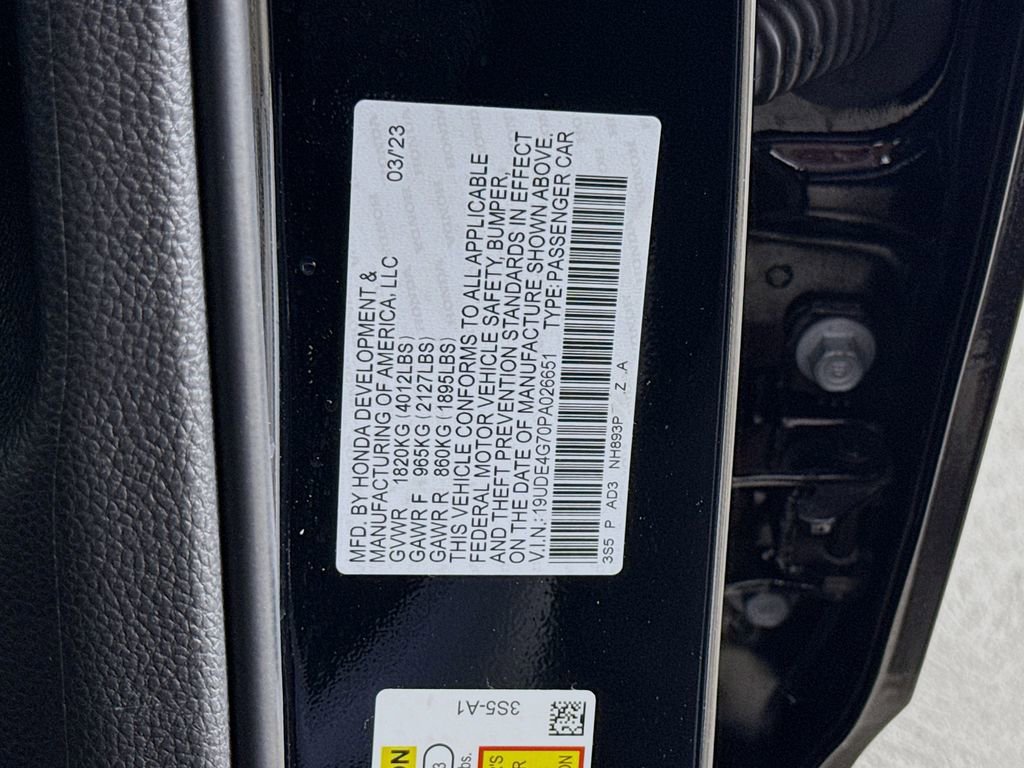 MFD. BY HONDA DEVELOPMENT &
MANUFACTURING OF AMERICA, LLC 03/'23
GVWR 1820KG (4012LBS)
GAWR F 965KG (2127LBS)
GAWR R 860KG (1895LBS)
THIS VEHICLE CONFORMS TO ALL APPLICABLE
FEDERAL MOTOR VEHICLE SAFETY, BUMPER,
AND THEFT PREVENTION STANDARDS IN EFFECT
ON THE DATE OF MANUFACTURE SHOWN ABOVE.
V.I.N.: 19UDE4G70PA026651 TYPE: PASSENGER CAR
3S5 P AD3 NH893P Z A
3S5-A1